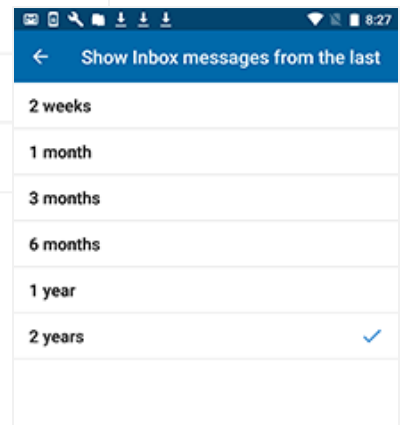 8:27
Show Inbox messages from the last
2 weeks
1 month
3 months
6 months
1 year
2 years